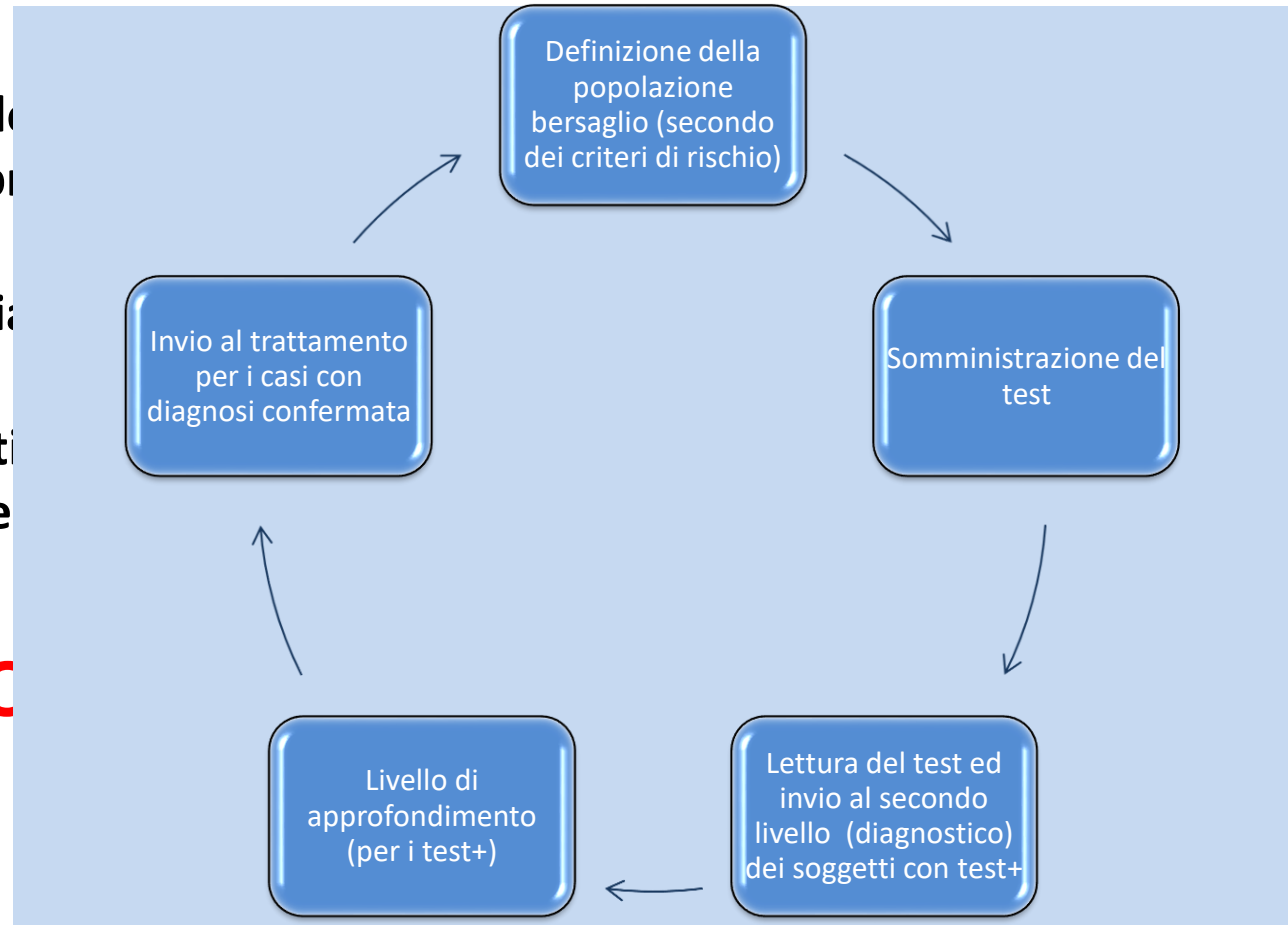 Definizione della
popolazione
bersaglio (secondo
dei criteri di rischio)
Somministrazione del
test
Lettura del test ed
invio al secondo
livello (diagnostico)
dei soggetti con test+
Livello di
approfondimento
(per i test+)
Invio al trattamento
per i casi con
diagnosi confermata